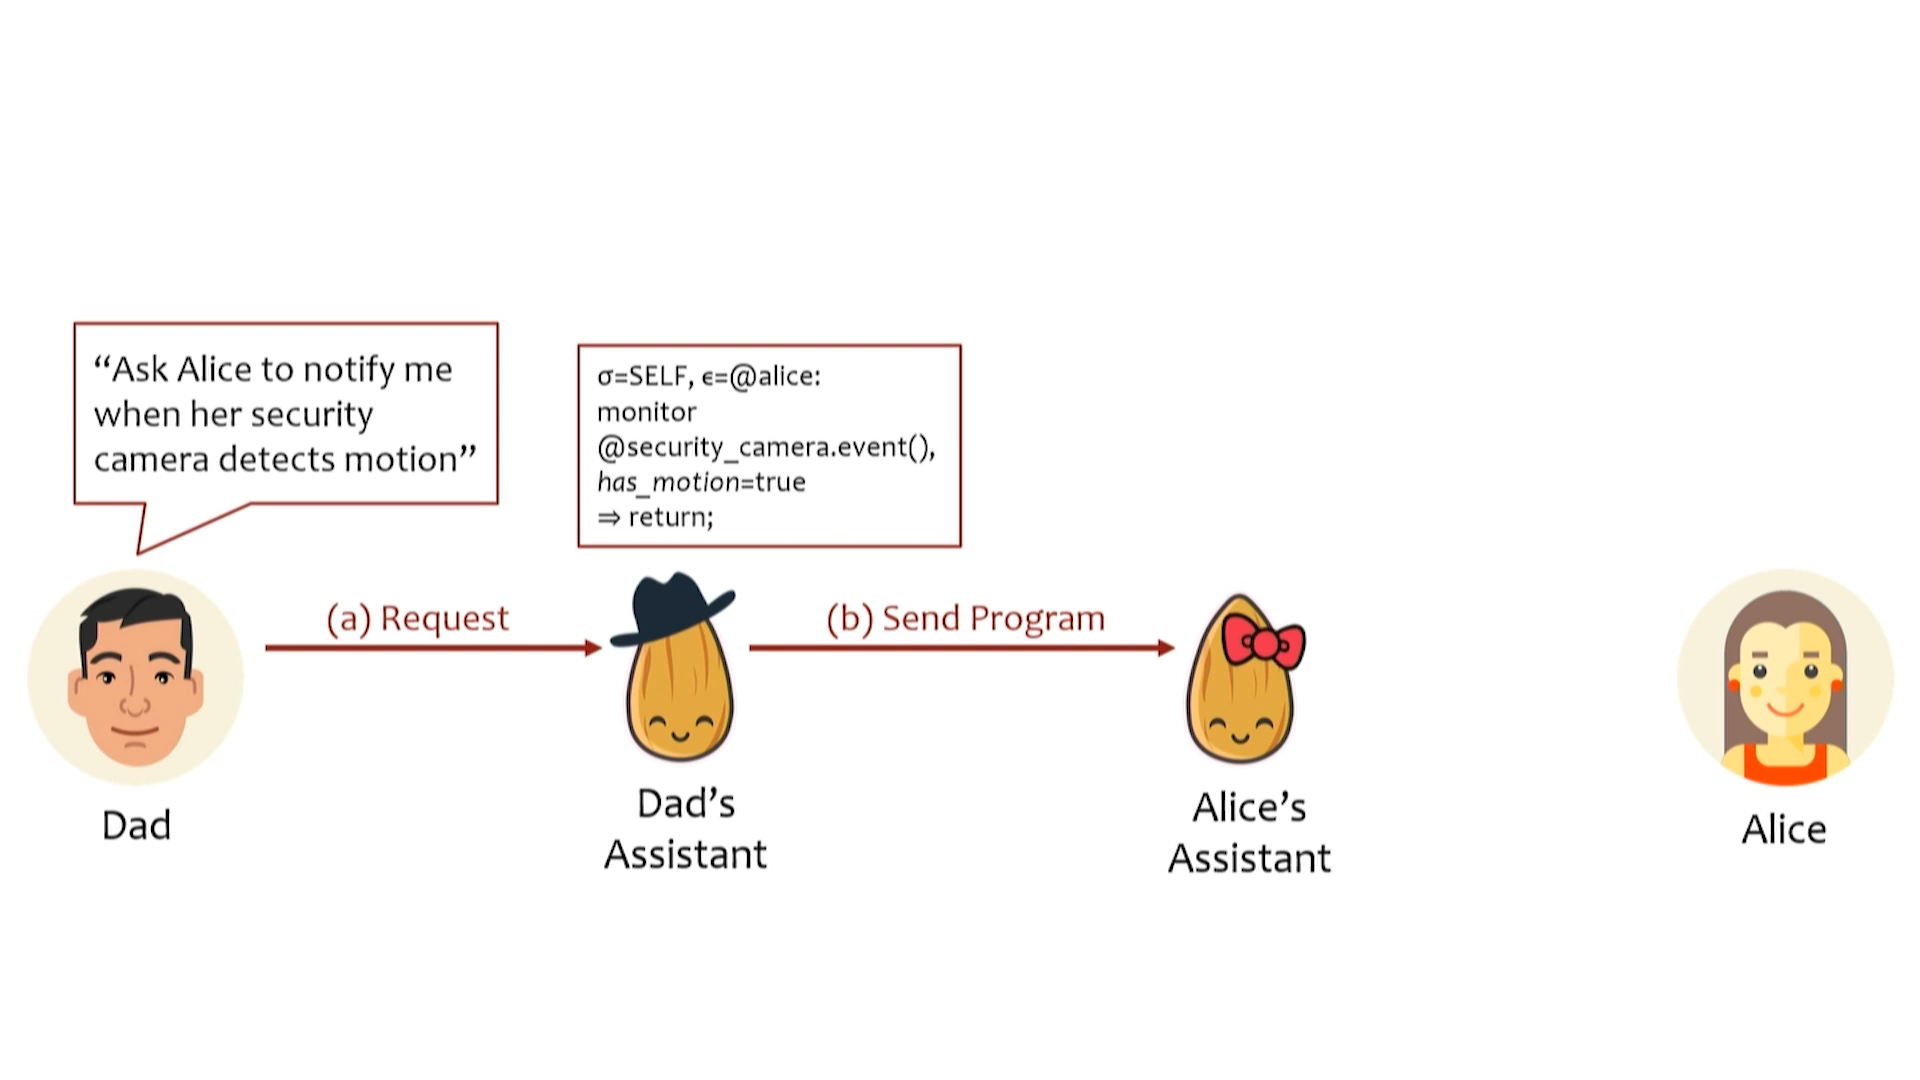 “Ask Alice to notify me
when her security
camera detects motion”
σ=SELF, ϵ=@alice:
monitor
@security_camera.event(),
has_motion=true
⇒ return;
(a) Request
(b) Send Program
Dad
Dad’s
Assistant
Alice’s
Assistant
Alice